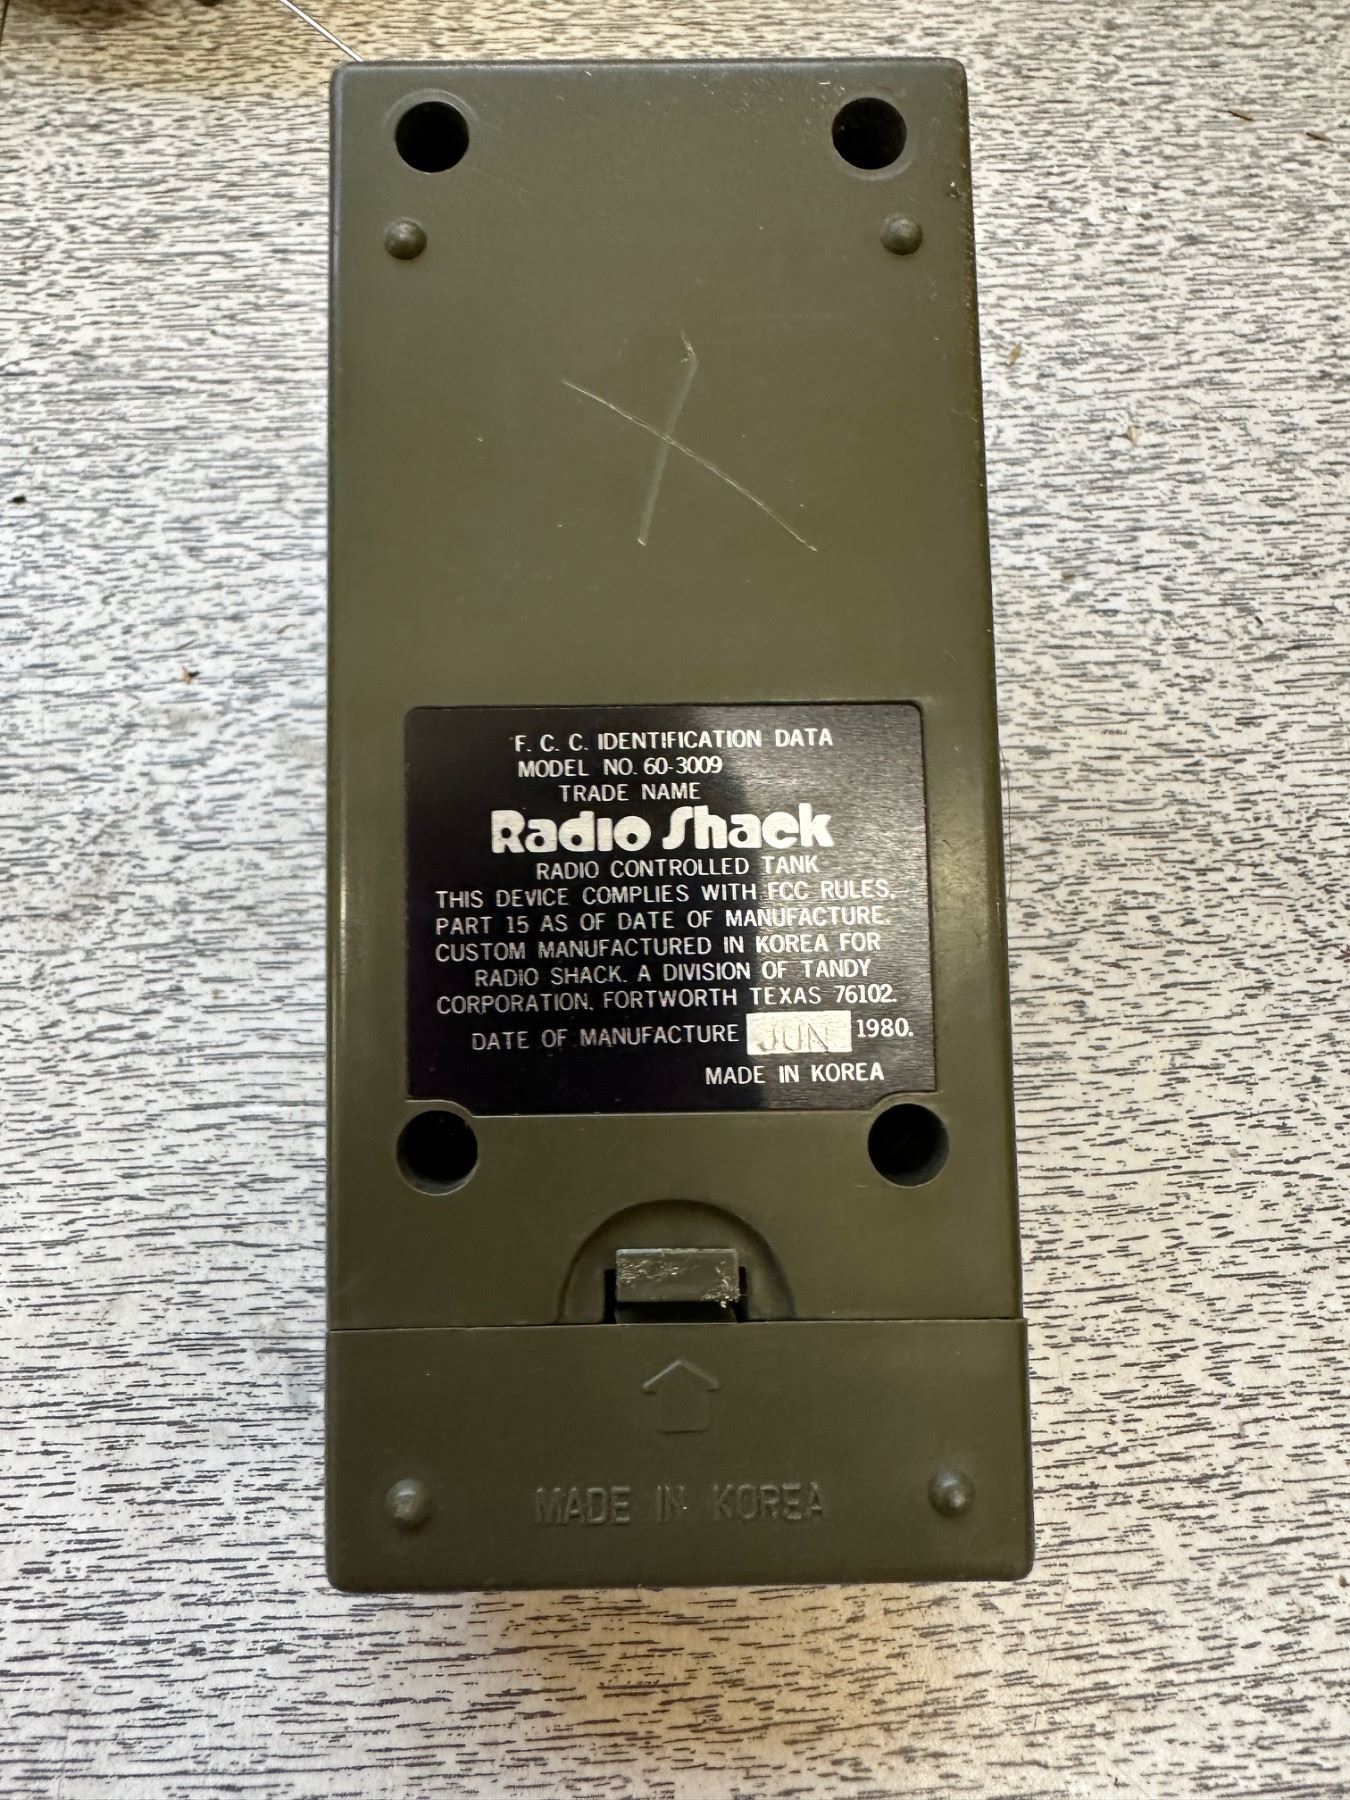 F. C. C. IDENTIFICATION DATA
MODEL NO. 60-3009
TRADE NAME
Radio Shack
RADIO CONTROLLED TANK
THIS DEVICE COMPLIES WITH FCC RULES,
PART 15 AS OF DATE OF MANUFACTURE.
CUSTOM MANUFACTURED IN KOREA FOR
RADIO SHACK. A DIVISION OF TANDY
CORPORATION. FORTWORTH TEXAS 76102.
DATE OF MANUFACTURE JUN 1980.
MADE IN KOREA
MADE IN KOREA